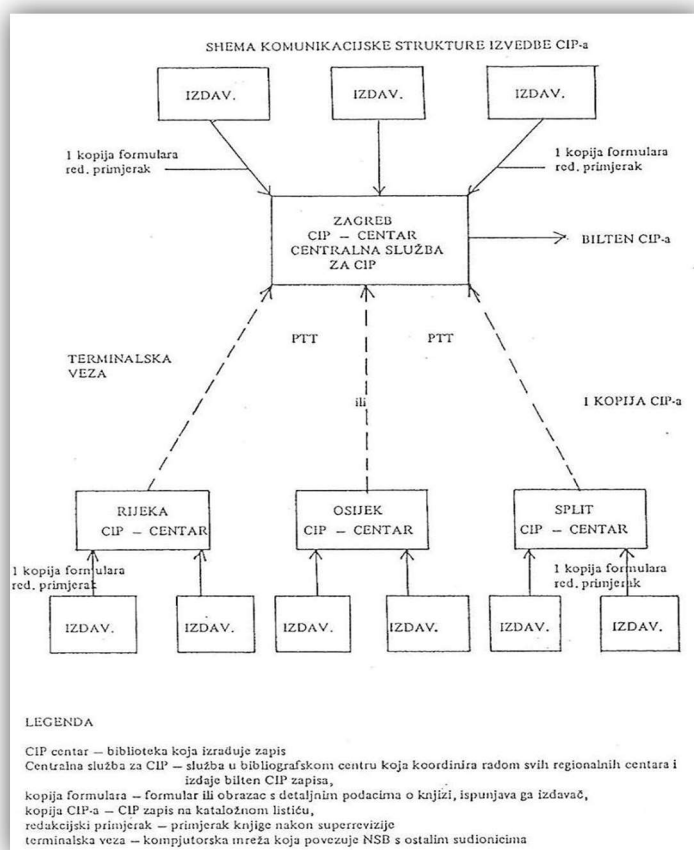 SHEMA KOMUNIKACIJSKE STRUKTURE IZVEDBE CIP-a
IZDAV.
IZDAV.
IZDAV.
1 kopija formulara
red. primjerak
1 kopija formulara
red. primjerak
ZAGREB
CIP – CENTAR
CENTRALNA SLUŽBA
ZA CIP
BILTEN CIP-a
TERMINALSKA
VEZA
PTT
PTT
ili
1 KOPIJA CIP-a
RIJEKA
CIP – CENTAR
OSIJEK
CIP – CENTAR
SPLIT
CIP – CENTAR
1 kopija formulara
red. primjerak
1 kopija formulara
red. primjerak
IZDAV.
IZDAV.
IZDAV.
IZDAV.
IZDAV.
IZDAV.
LEGENDA
CIP centar – biblioteka koja izrađuje zapis
Centralna služba za CIP – služba u bibliografskom centru koja koordinira radom svih regionalnih centara i
izdaje bilten CIP zapisa,
kopija formulara – formular ili obrazac s detaljnim podacima o knjizi, ispunjava ga izdavač,
kopija CIP-a – CIP zapis na kataložnom listiću,
redakcijski primjerak – primjerak knjige nakon superrevizije
terminalska veza – kompjutorska mreža koja povezuje NSB s ostalim sudionicima